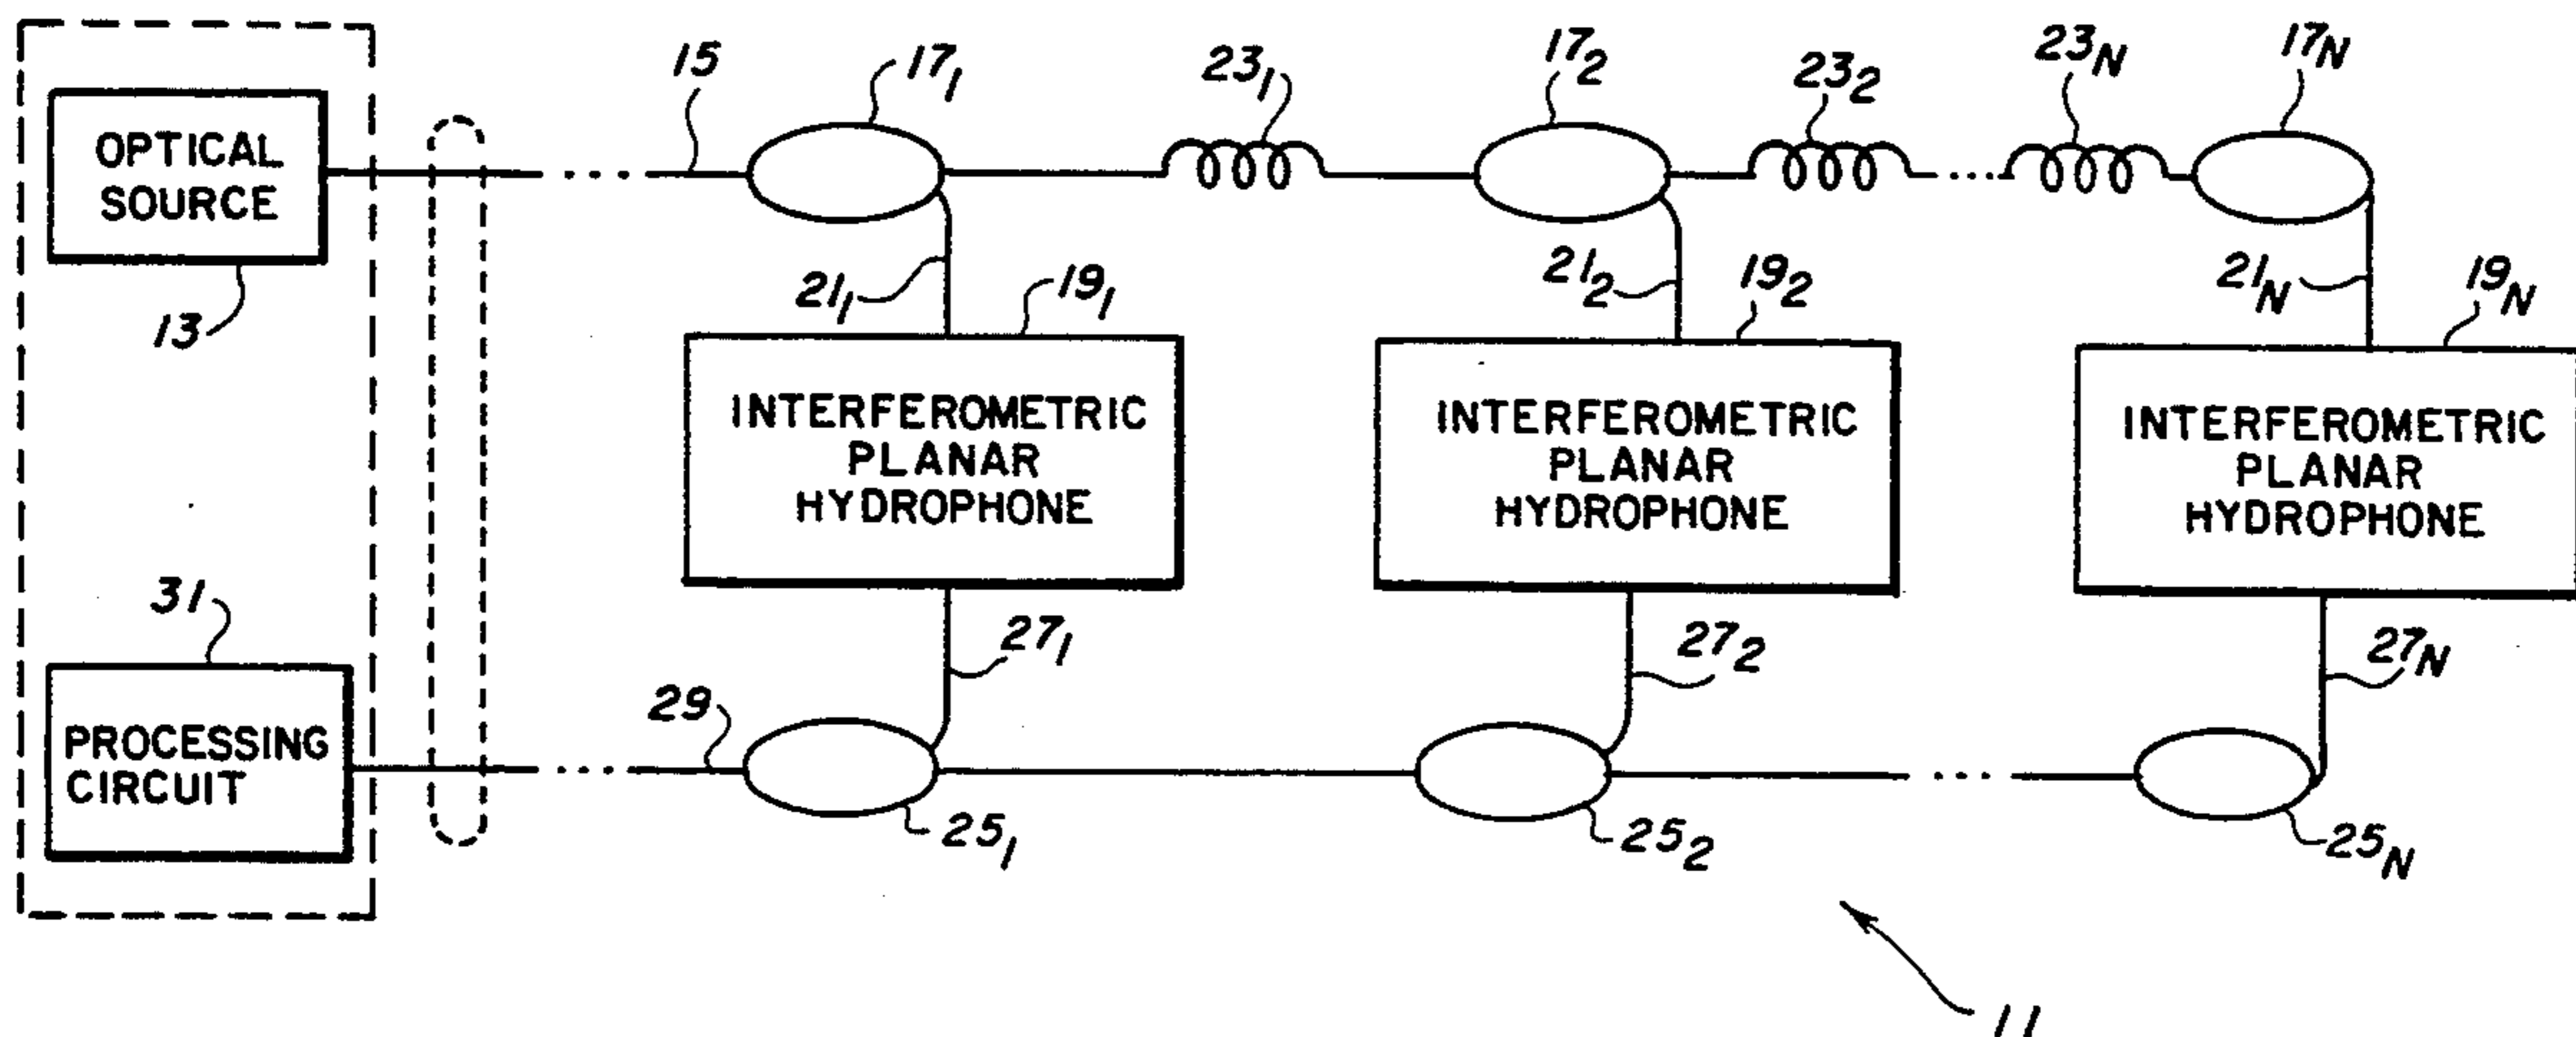 15
17₁
23₁
17₂
23₂
23N
17N
OPTICAL
SOURCE
13
21₁
19₁
21₂
19₂
21N
19N
INTERFEROMETRIC
PLANAR
HYDROPHONE
INTERFEROMETRIC
PLANAR
HYDROPHONE
INTERFEROMETRIC
PLANAR
HYDROPHONE
31
27₁
27₂
27N
29
PROCESSING
CIRCUIT
25₁
25₂
25N
11